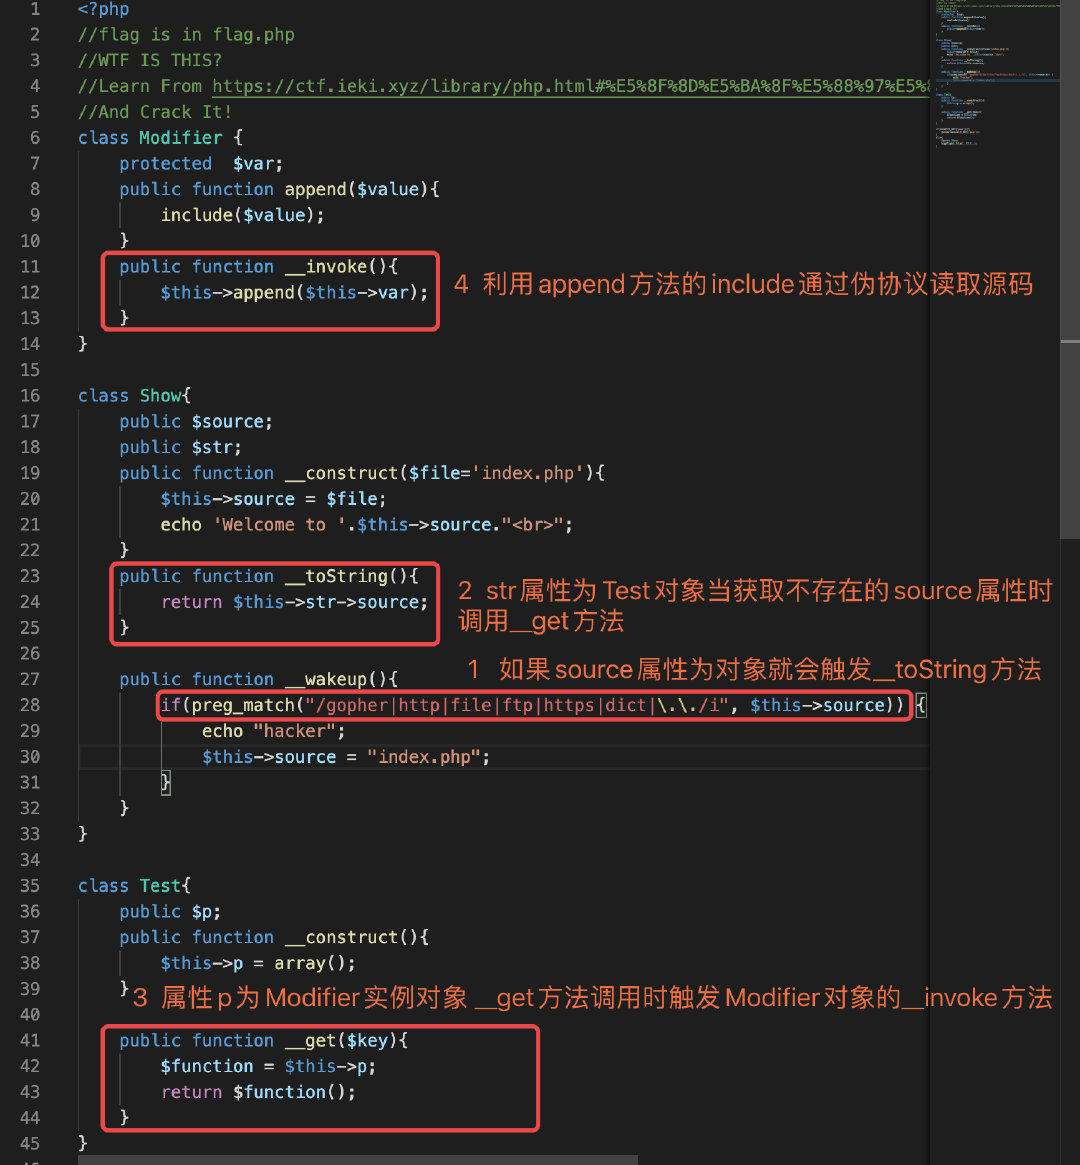 1 <?php
2 //flag is in flag.php
3 //WTF IS THIS?
4 //Learn From https://ctf.ieki.xyz/library/php.html#%E5%8F%8D%E5%BA%8F%E5%88%97%E5%
5 //And Crack It!
6 class Modifier {
7 protected  $var;
8 public function append($value){
9 include($value);
10 }
11 public function __invoke(){
4 利用append方法的include通过伪协议读取源码
12 $this->append($this->var);
13 }
14 }
15
16 class Show{
17 public $source;
18 public $str;
19 public function __construct($file='index.php'){
20 $this->source = $file;
21 echo 'Welcome to '.$this->source."<br>";
22 }
23 public function __toString(){
2 str属性为Test对象当获取不存在的source属性时
24 return $this->str->source;
调用__get方法
25 }
26
1 如果source属性为对象就会触发__toString方法
27 public function __wakeup(){
28 if(preg_match("/gopher|http|file|ftp|https|dict|\.\./i", $this->source)) {
29 echo "hacker";
30 $this->source = "index.php";
31 }
32 }
33 }
34
35 class Test{
36 public $p;
37 public function __construct(){
38 $this->p = array();
39 }
3 属性p为Modifier实例对象 __get方法调用时触发Modifier对象的__invoke方法
40
41 public function __get($key){
42 $function = $this->p;
43 return $function();
44 }
45 }